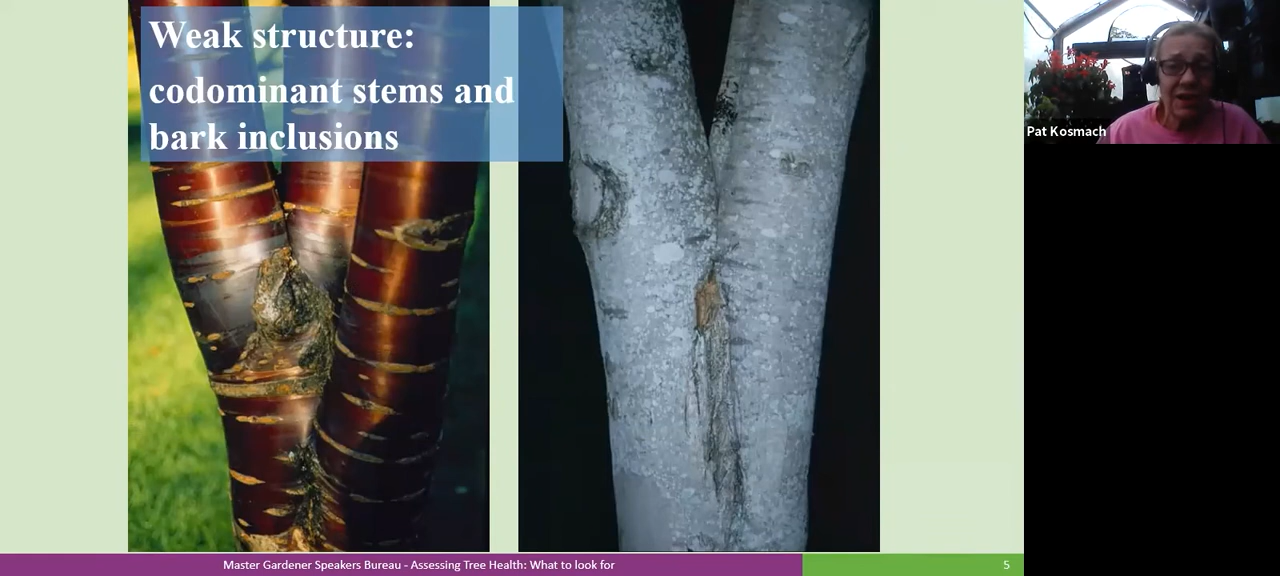 Weak structure:
codominant stems and
bark inclusions
Pat Kosmach
Master Gardener Speakers Bureau - Assessing Tree Health: What to look for
5